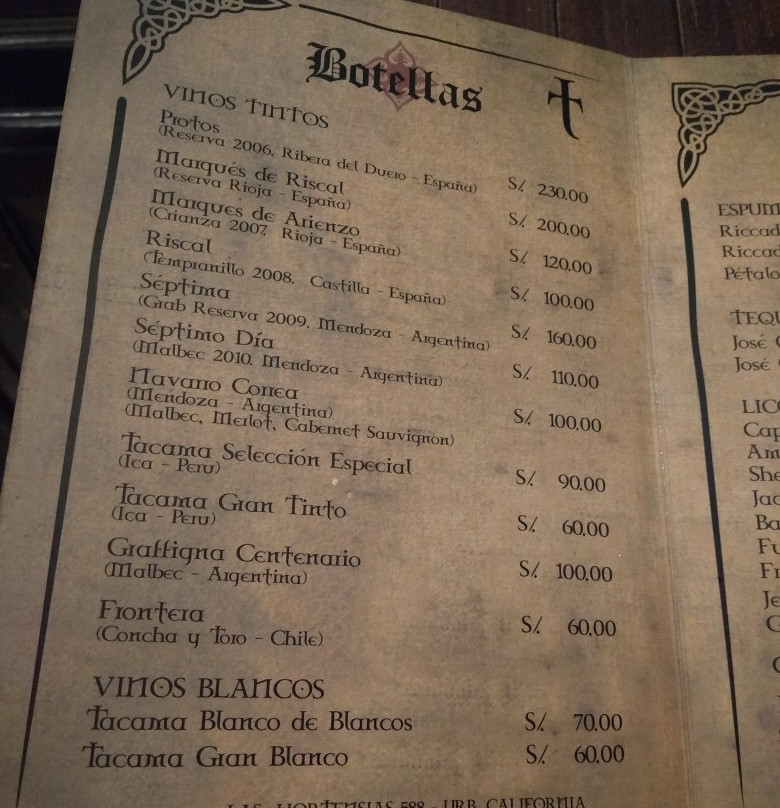 Botellas
VINOS TINTOS
Protos
(Reserva 2006, Ribera del Duero - España) S/. 230.00
Marqués de Riscal
(Reserva Rioja - España) S/. 200.00
Marques de Arienzo
(Crianza 2007, Rioja - España) S/. 120.00
Riscal
(Tempranillo 2008, Castilla - España) S/. 100.00
Séptima
(Grab Reserva 2009, Mendoza - Argentina) S/. 160.00
Séptimo Día
(Malbec 2010, Mendoza - Argentina) S/. 110.00
Navarro Correa
(Mendoza - Argentina) S/. 100.00
(Malbec, Merlot, Cabernet Sauvignon)
Tacama Selección Especial S/. 90.00
(Ica - Peru)
Tacama Gran Tinto S/. 60.00
(Ica - Peru)
Graffigna Centenario S/. 100.00
(Malbec - Argentina)
Frontera S/. 60.00
(Concha y Toro - Chile)
VINOS BLANCOS
Tacama Blanco de Blancos S/. 70.00
Tacama Gran Blanco S/. 60.00
LAS HORTENSIAS 588 - URB. CALIFORNIA
ESPUM
Riccad
Riccad
Pétalo
TEQU
José
José
LIC
Cap
Am
She
Jac
Ba
Fu
Fr
Je
G